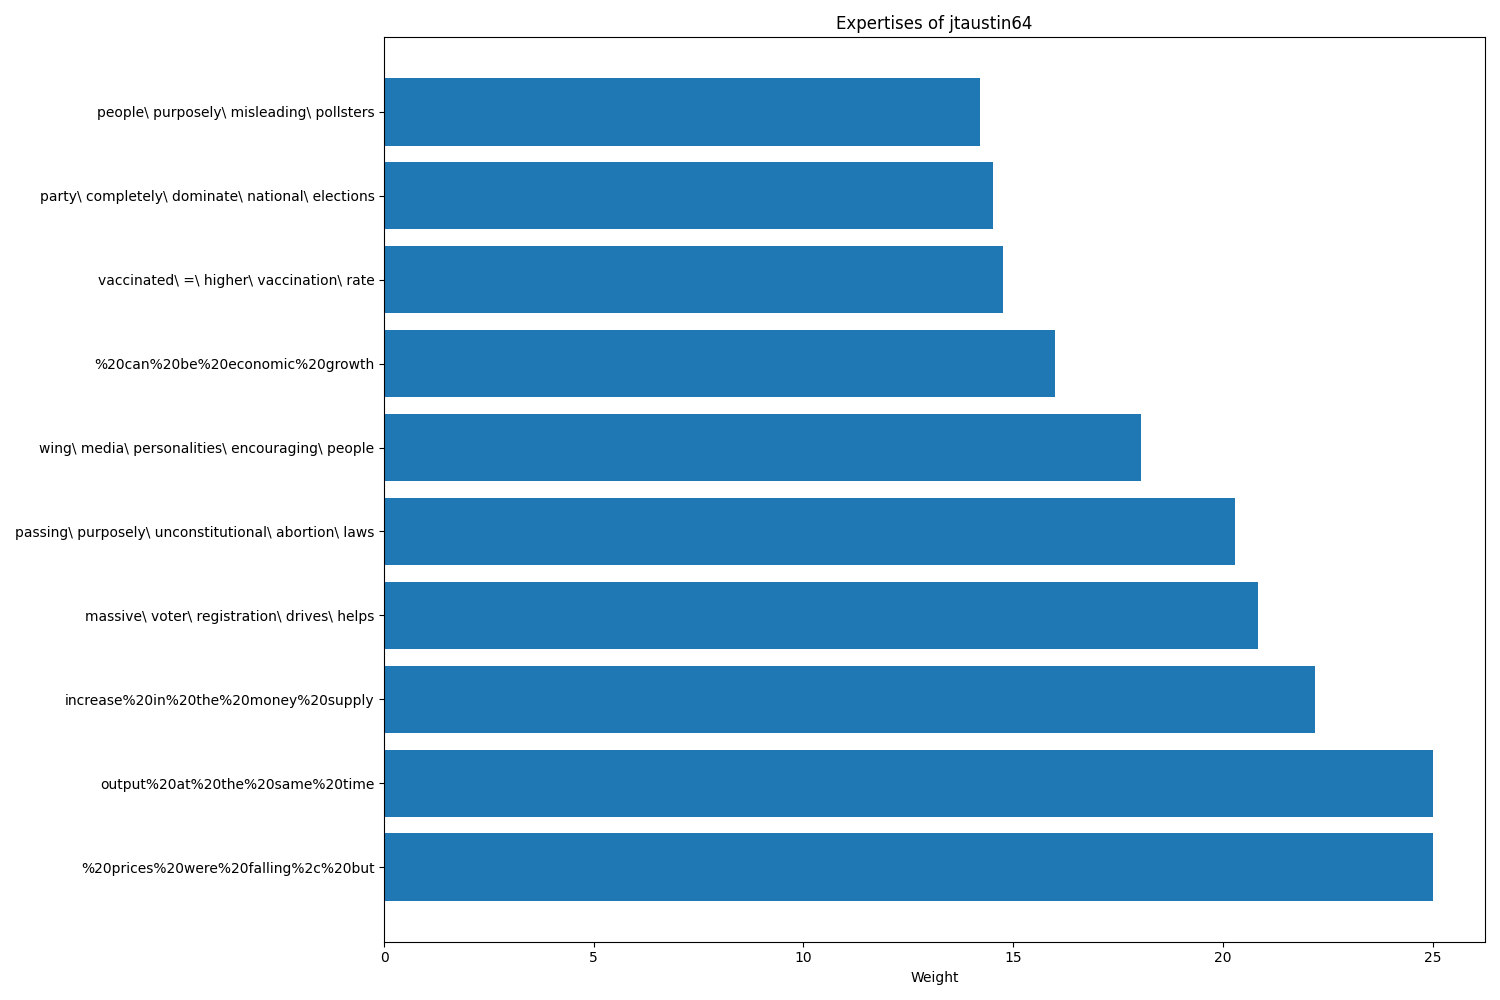 Expertises of jtaustin64
people\ purposely\ misleading\ pollsters
party\ completely\ dominate\ national\ elections
vaccinated\ =\ higher\ vaccination\ rate
%20can%20be%20economic%20growth
wing\ media\ personalities\ encouraging\ people
passing\ purposely\ unconstitutional\ abortion\ laws
massive\ voter\ registration\ drives\ helps
increase%20in%20the%20money%20supply
output%20at%20the%20same%20time
%20prices%20were%20falling%2c%20but
0 5 10 15 20 25
Weight